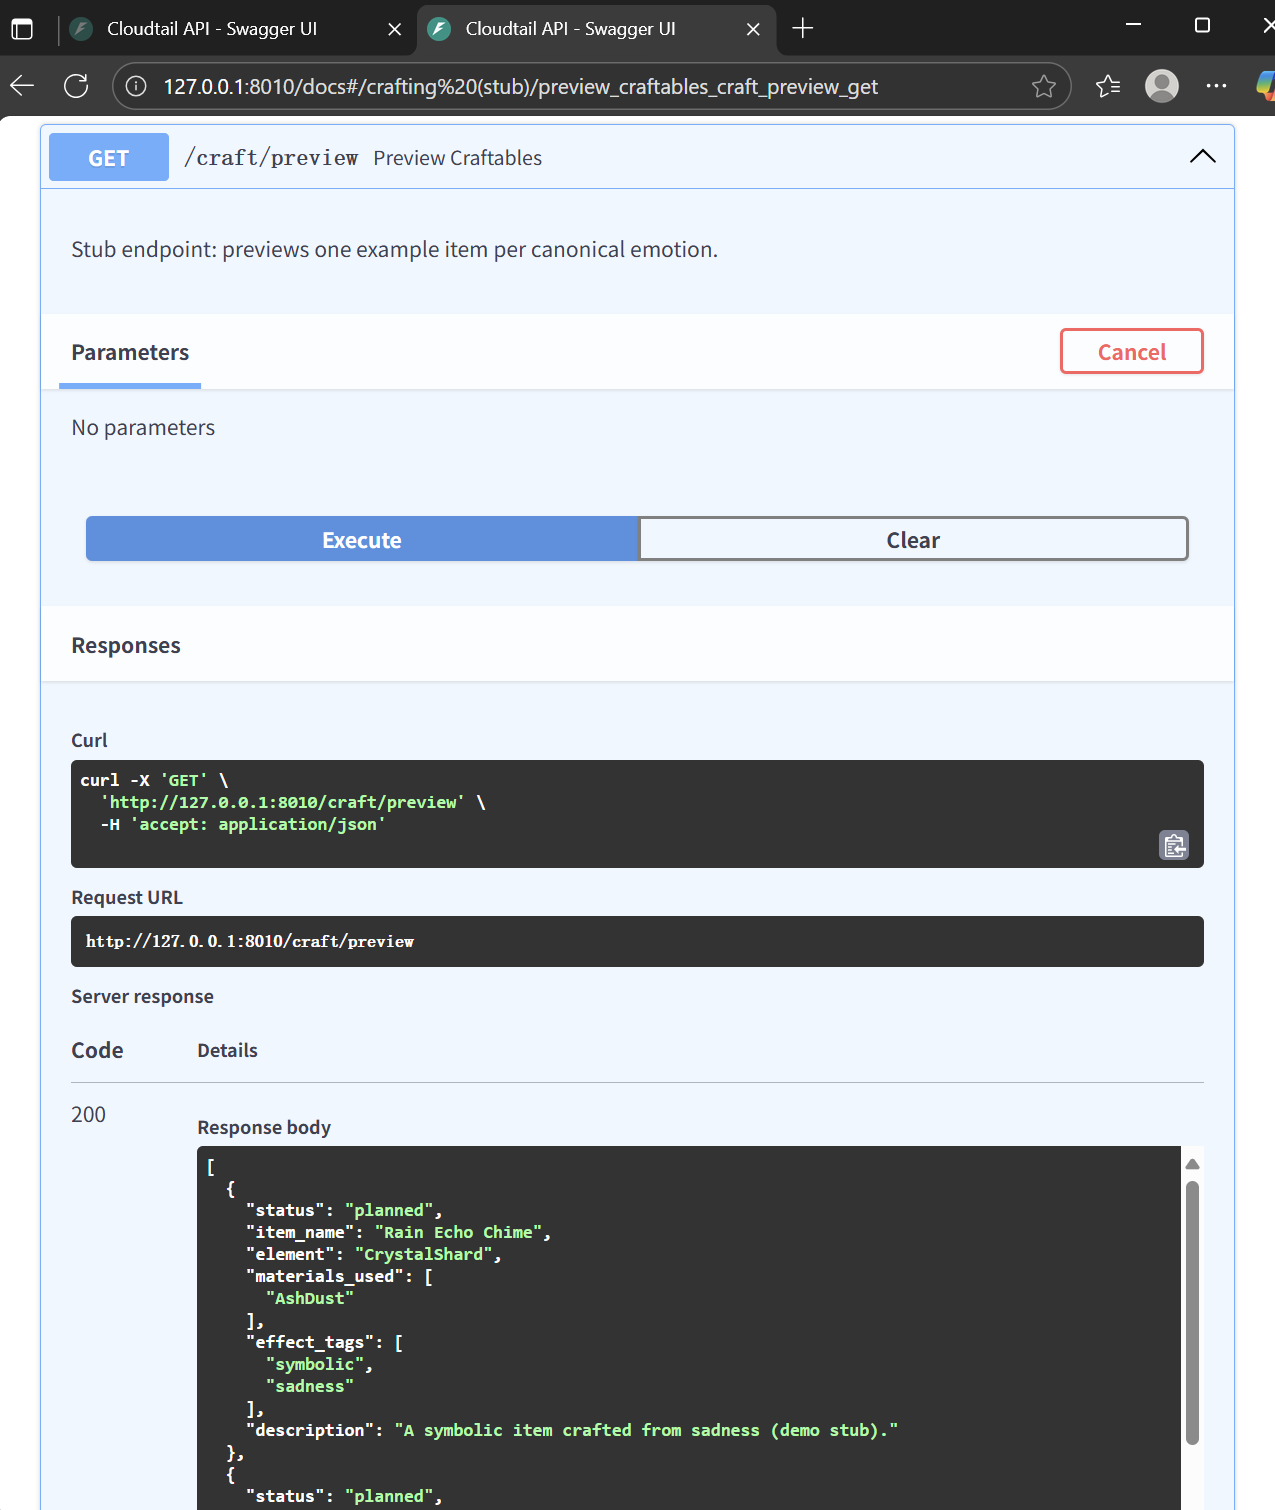 Cloudtail API - Swagger UI
Cloudtail API - Swagger UI
127.0.0.1:8010/docs#/crafting%20(stub)/preview_craftables_craft_preview_get
GET /craft/preview Preview Craftables
Stub endpoint: previews one example item per canonical emotion.
Parameters
Cancel
No parameters
Execute
Clear
Responses
Curl
curl -X 'GET' \
  'http://127.0.0.1:8010/craft/preview' \
  -H 'accept: application/json'
Request URL
http://127.0.0.1:8010/craft/preview
Server response
Code Details
200
Response body
[
  {
    "status": "planned",
    "item_name": "Rain Echo Chime",
    "element": "CrystalShard",
    "materials_used": [
      "AshDust"
    ],
    "effect_tags": [
      "symbolic",
      "sadness"
    ],
    "description": "A symbolic item crafted from sadness (demo stub)."
  },
  {
    "status": "planned",